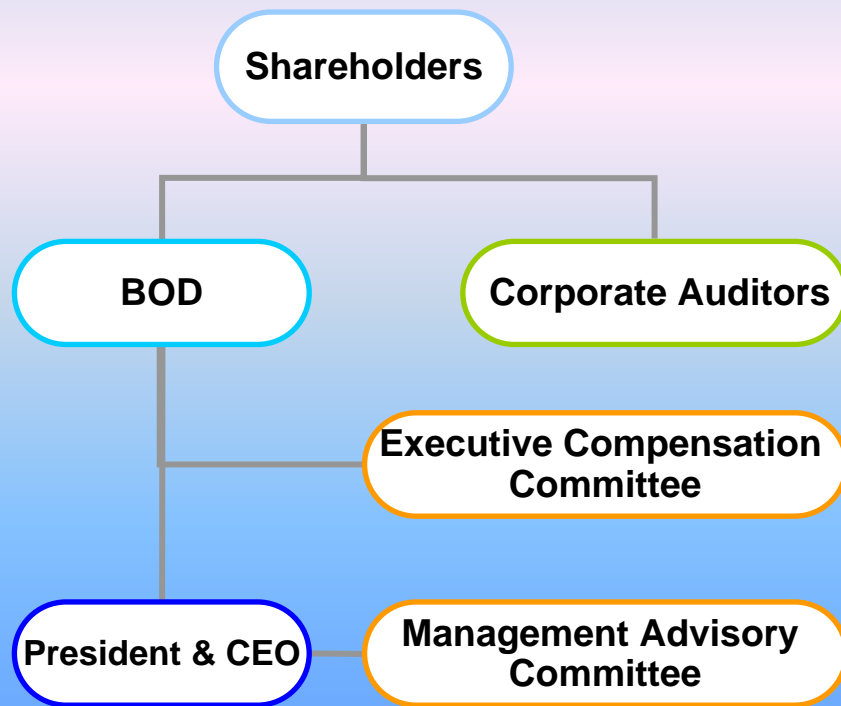 Shareholders
BOD
Corporate Auditors
Executive Compensation
Committee
President & CEO
Management Advisory
Committee